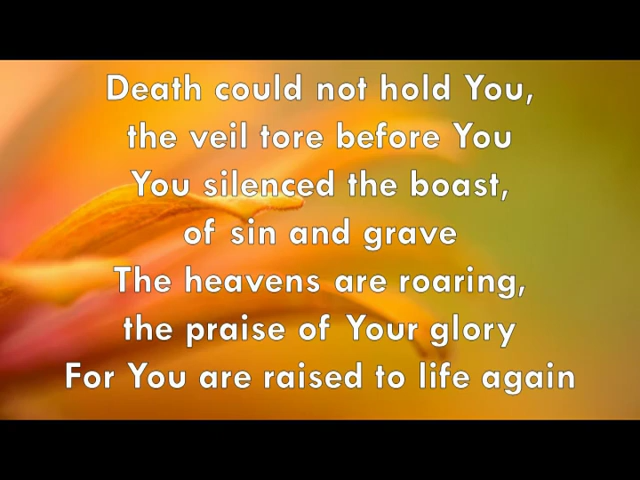 Death could not hold You,
the veil tore before You
You silenced the boast,
of sin and grave
The heavens are roaring,
the praise of Your glory
For You are raised to life again